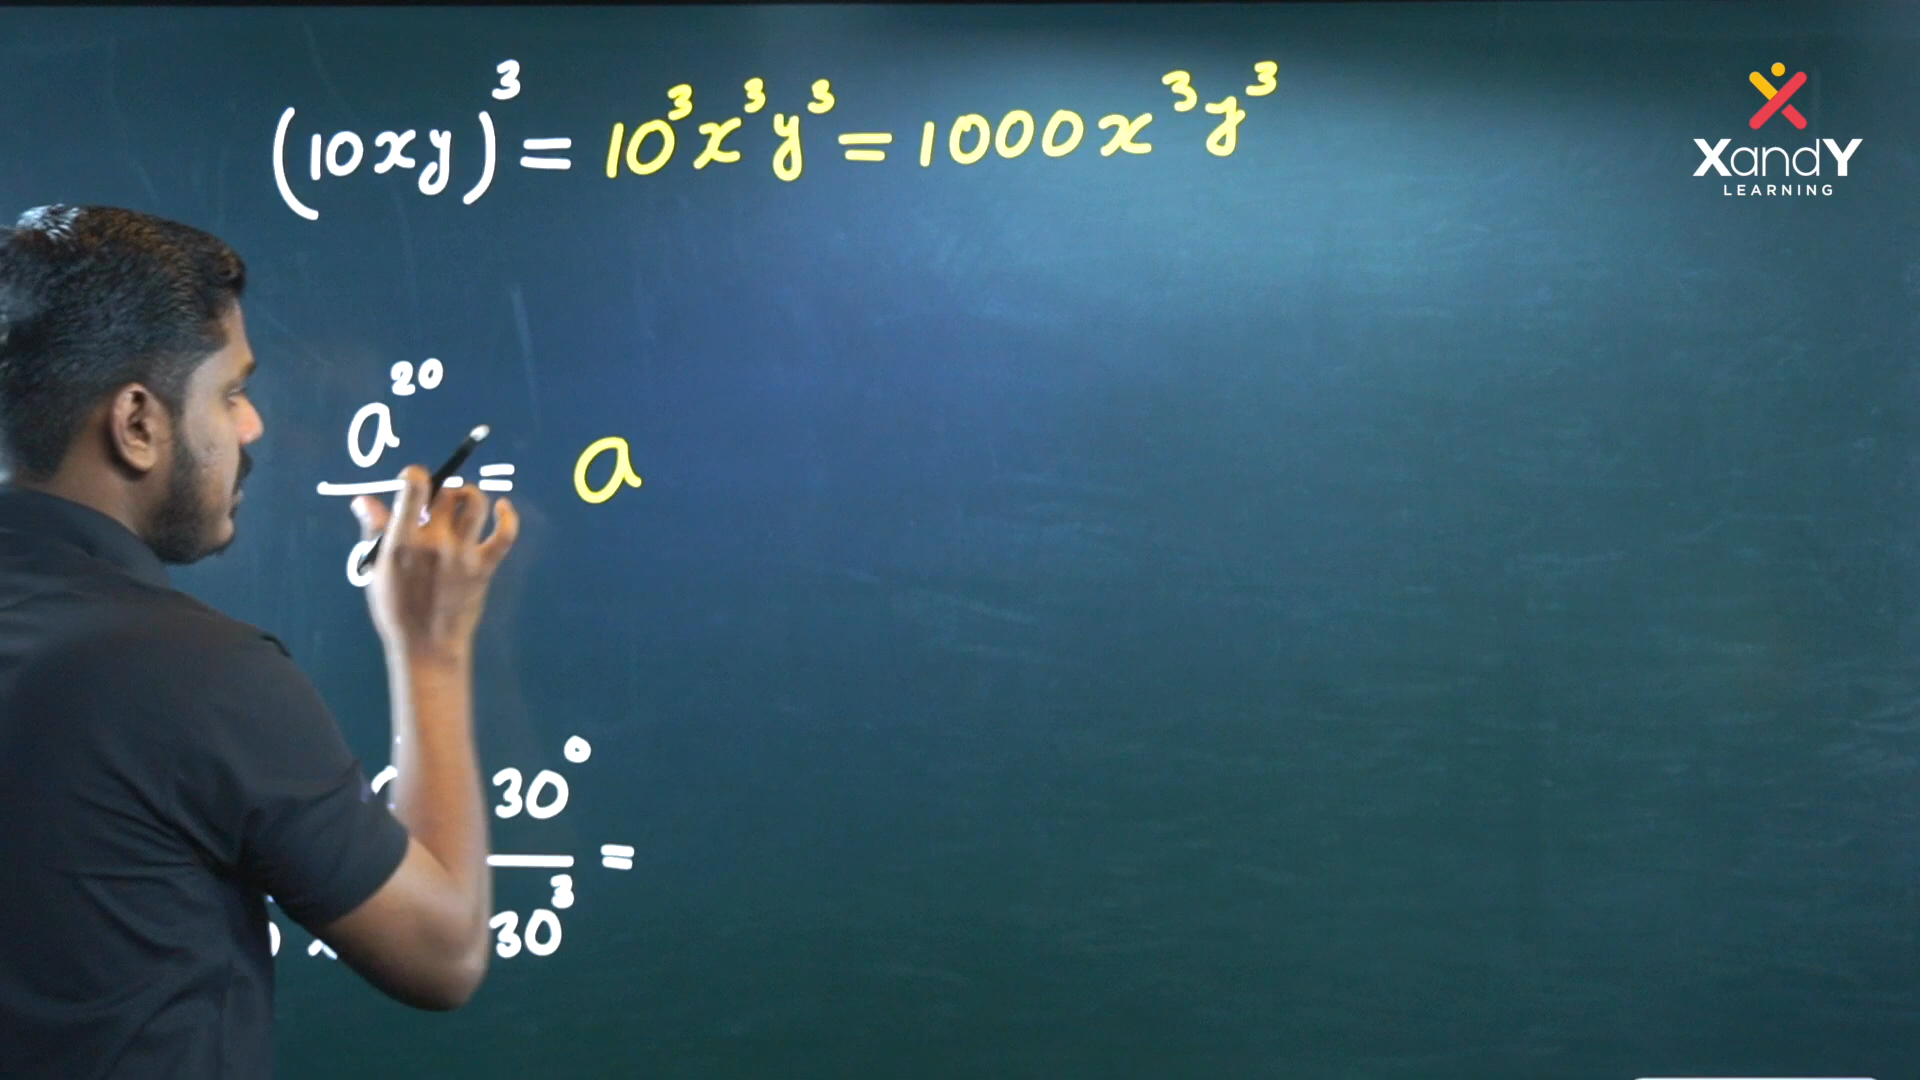 (10xy)³ = 10³x³y³ = 1000x³y³
XandY
LEARNING
a²⁰
= a
30⁰
=
30³